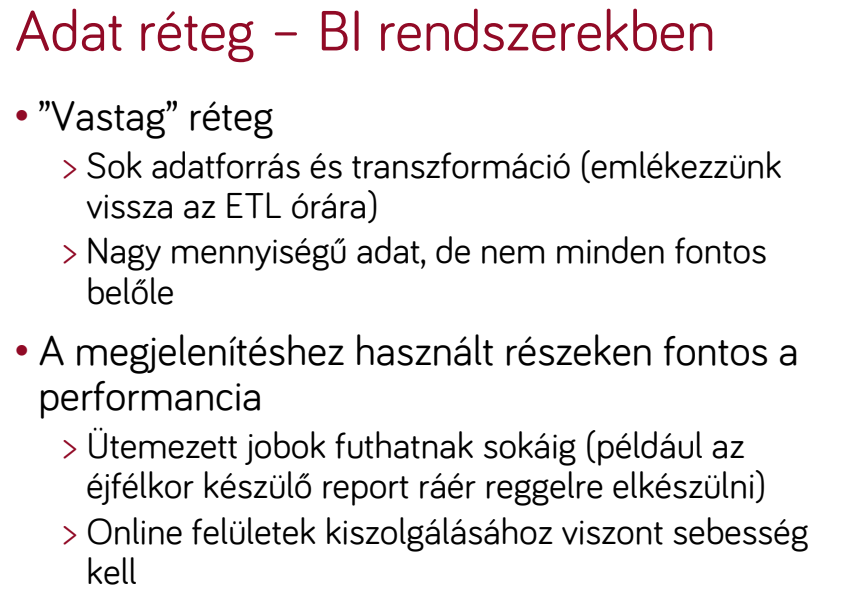 Adat réteg – BI rendszerekben
• ”Vastag” réteg
> Sok adatforrás és transzformáció (emlékezzünk
vissza az ETL órára)
> Nagy mennyiségű adat, de nem minden fontos
belőle
• A megjelenítéshez használt részeken fontos a
performancia
> Ütemezett jobok futhatnak sokáig (például az
éjfélkor készülő report ráér reggelre elkészülni)
> Online felületek kiszolgálásához viszont sebesség
kell